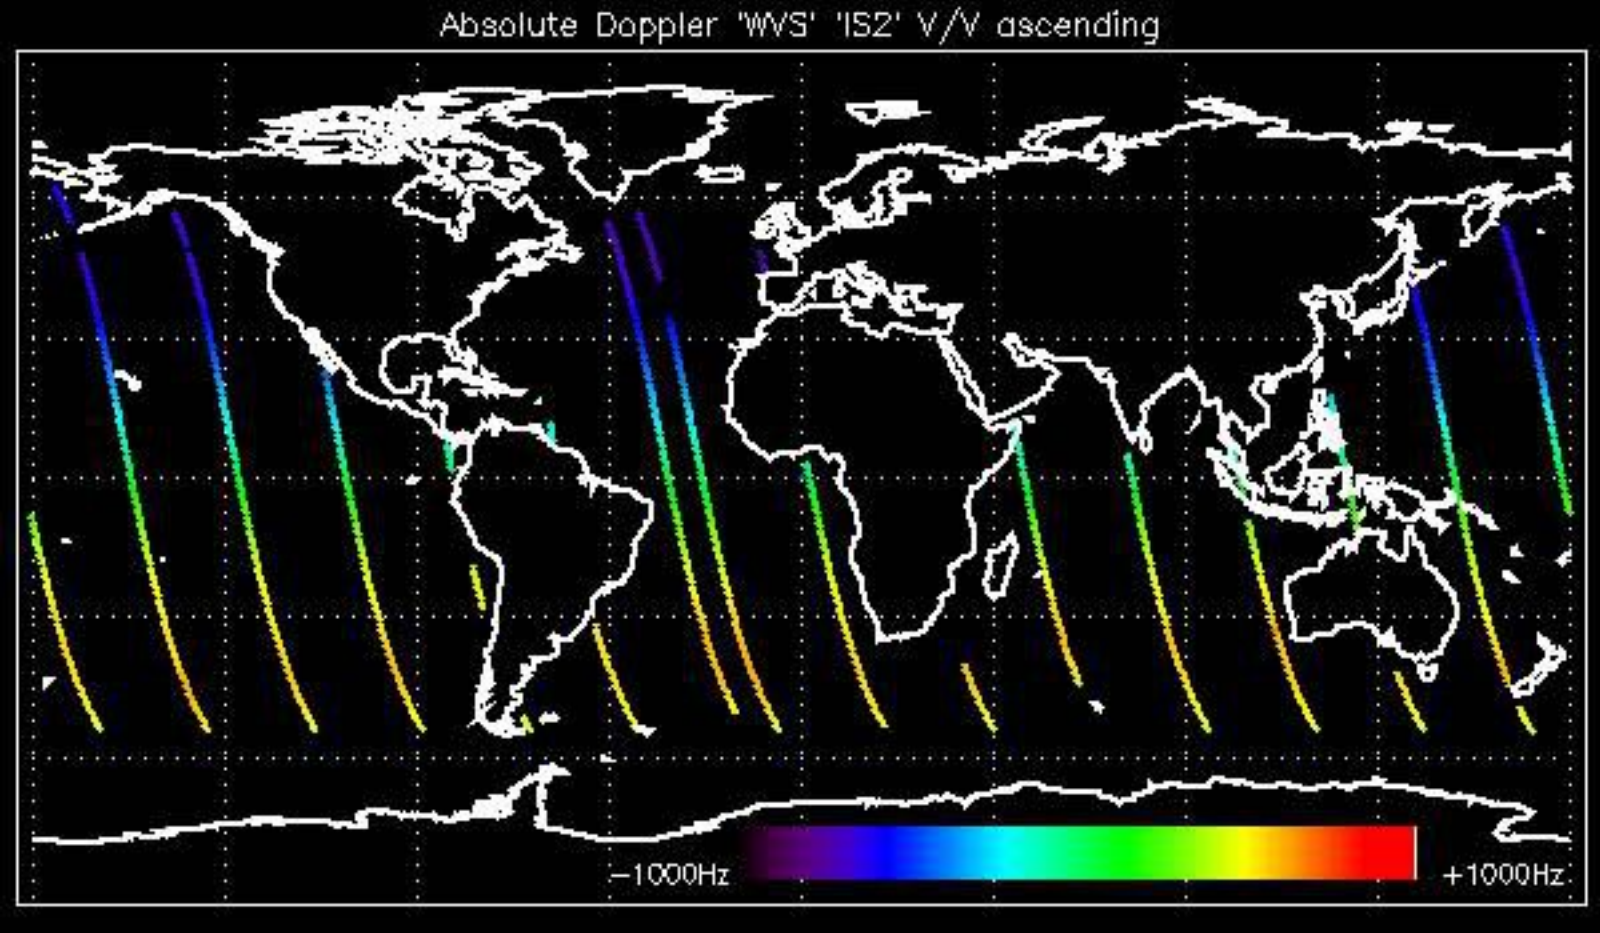 Absolute Doppler 'WVS' 'IS2' V/V ascending
−1000Hz
+1000Hz